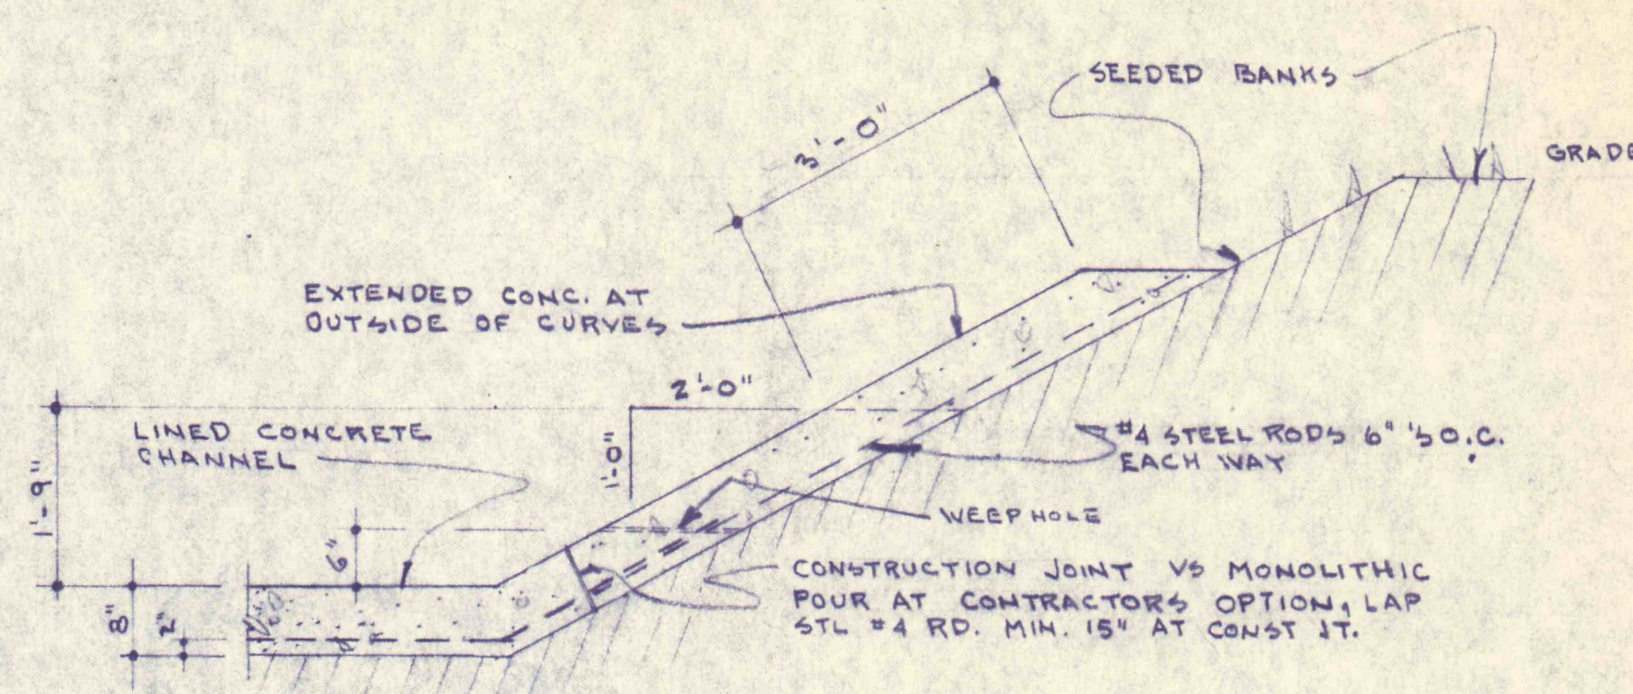 SEEDED BANKS
GRADE
3'-0"
EXTENDED CONC. AT
OUTSIDE OF CURVES
2'-0"
1'-0"
LINED CONCRETE
CHANNEL
1'-9"
#4 STEEL RODS 6" 'S O.C.
EACH WAY
WEEP HOLE
6"
8"
2"
CONSTRUCTION JOINT VS MONOLITHIC
POUR AT CONTRACTORS OPTION, LAP
STL #4 RD. MIN. 15" AT CONST JT.